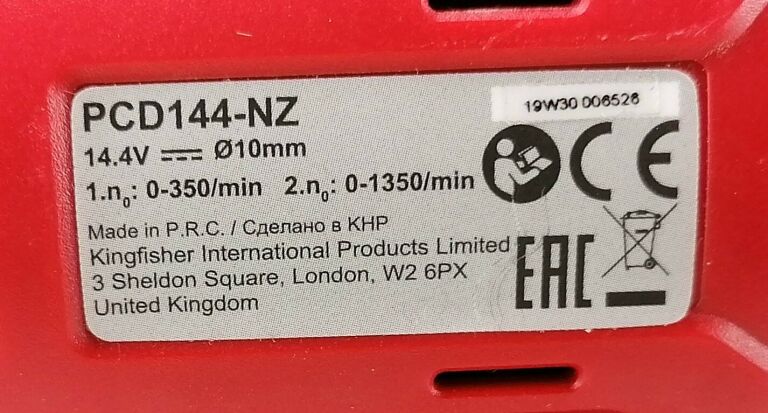 PCD144-NZ
19W30 006526
14.4V ⎓ Ø10mm
1.n₀: 0-350/min 2.n₀: 0-1350/min
Made in P.R.C. / Сделано в КНР
Kingfisher International Products Limited
3 Sheldon Square, London, W2 6PX
United Kingdom
CE
EAC